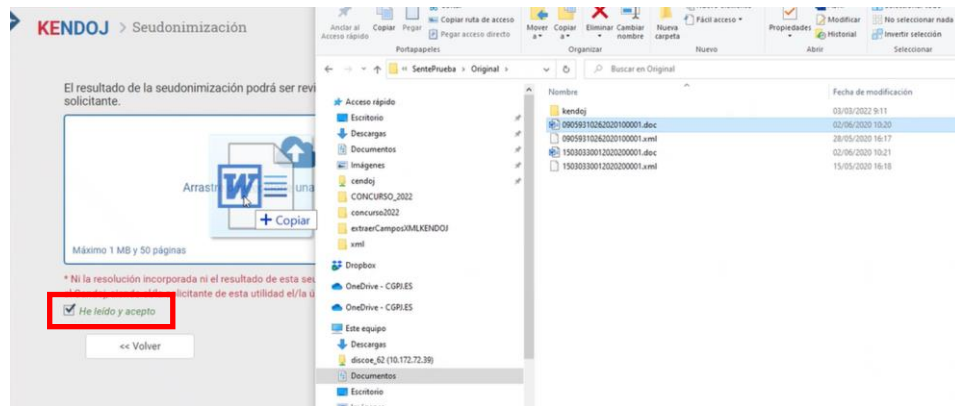 KENDOJ > Seudonimización
El resultado de la seudonimización podrá ser revi
solicitante.
Arrastr
una
+ Copiar
Máximo 1 MB y 50 páginas
* Ni la resolución incorporada ni el resultado de esta seu
licitante de esta utilidad el/la ú
He leído y acepto
<< Volver
Anclar al
Acceso rápido
Copiar
Pegar
Copiar ruta de acceso
Pegar acceso directo
Portapapeles
Mover
a
Copiar
a
Eliminar
Cambiar
nombre
Nueva
carpeta
Organizar
Fácil acceso
Nuevo
Propiedades
Modificar
Historial
Abrir
No seleccionar nada
Invertir selección
Seleccionar
« SentePrueba > Original >
Buscar en Original
Nombre
Fecha de modificación
kendoj
03/03/2022 9:11
09059310262020100001.doc
02/06/2020 10:20
09059310262020100001.xml
28/05/2020 16:17
15030330012020200001.doc
02/06/2020 10:21
15030330012020200001.xml
15/05/2020 16:18
Acceso rápido
Escritorio
Descargas
Documentos
Imágenes
cendoj
CONCURSO_2022
concurso2022
extraerCamposXMLKENDOJ
xml
Dropbox
OneDrive - CGPJ.ES
OneDrive - CGPJ.ES
Este equipo
Descargas
discoe_62 (10.172.72.39)
Documentos
Escritorio